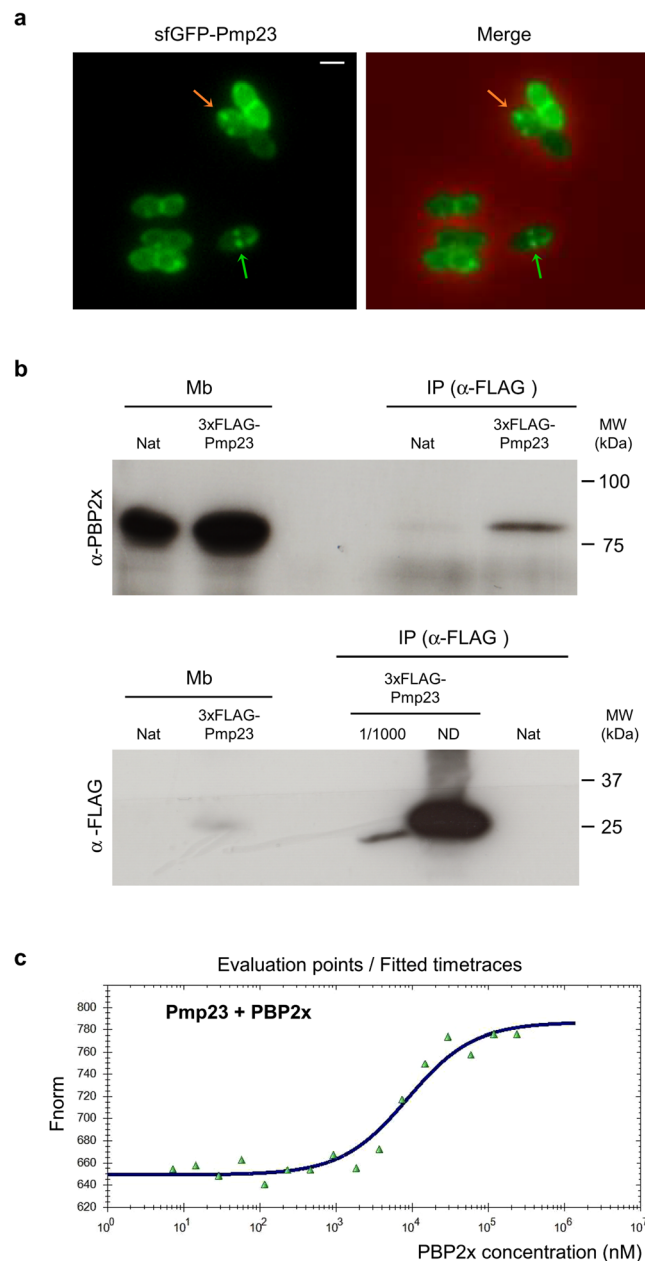 a
sfGFP-Pmp23 Merge
b
Mb IP (α-FLAG )
Nat 3xFLAG-
Pmp23 Nat 3xFLAG-
Pmp23 MW
(kDa)
α-PBP2x
100
75
IP (α-FLAG )
Mb 3xFLAG-
Pmp23
Nat 3xFLAG-
Pmp23 1/1000 ND Nat MW
(kDa)
α -FLAG
37
25
c
Evaluation points / Fitted timetraces
Pmp23 + PBP2x
Fnorm
800
780
760
740
720
700
680
660
640
620
10⁰ 10¹ 10² 10³ 10⁴ 10⁵ 10⁶ 10⁷
PBP2x concentration (nM)